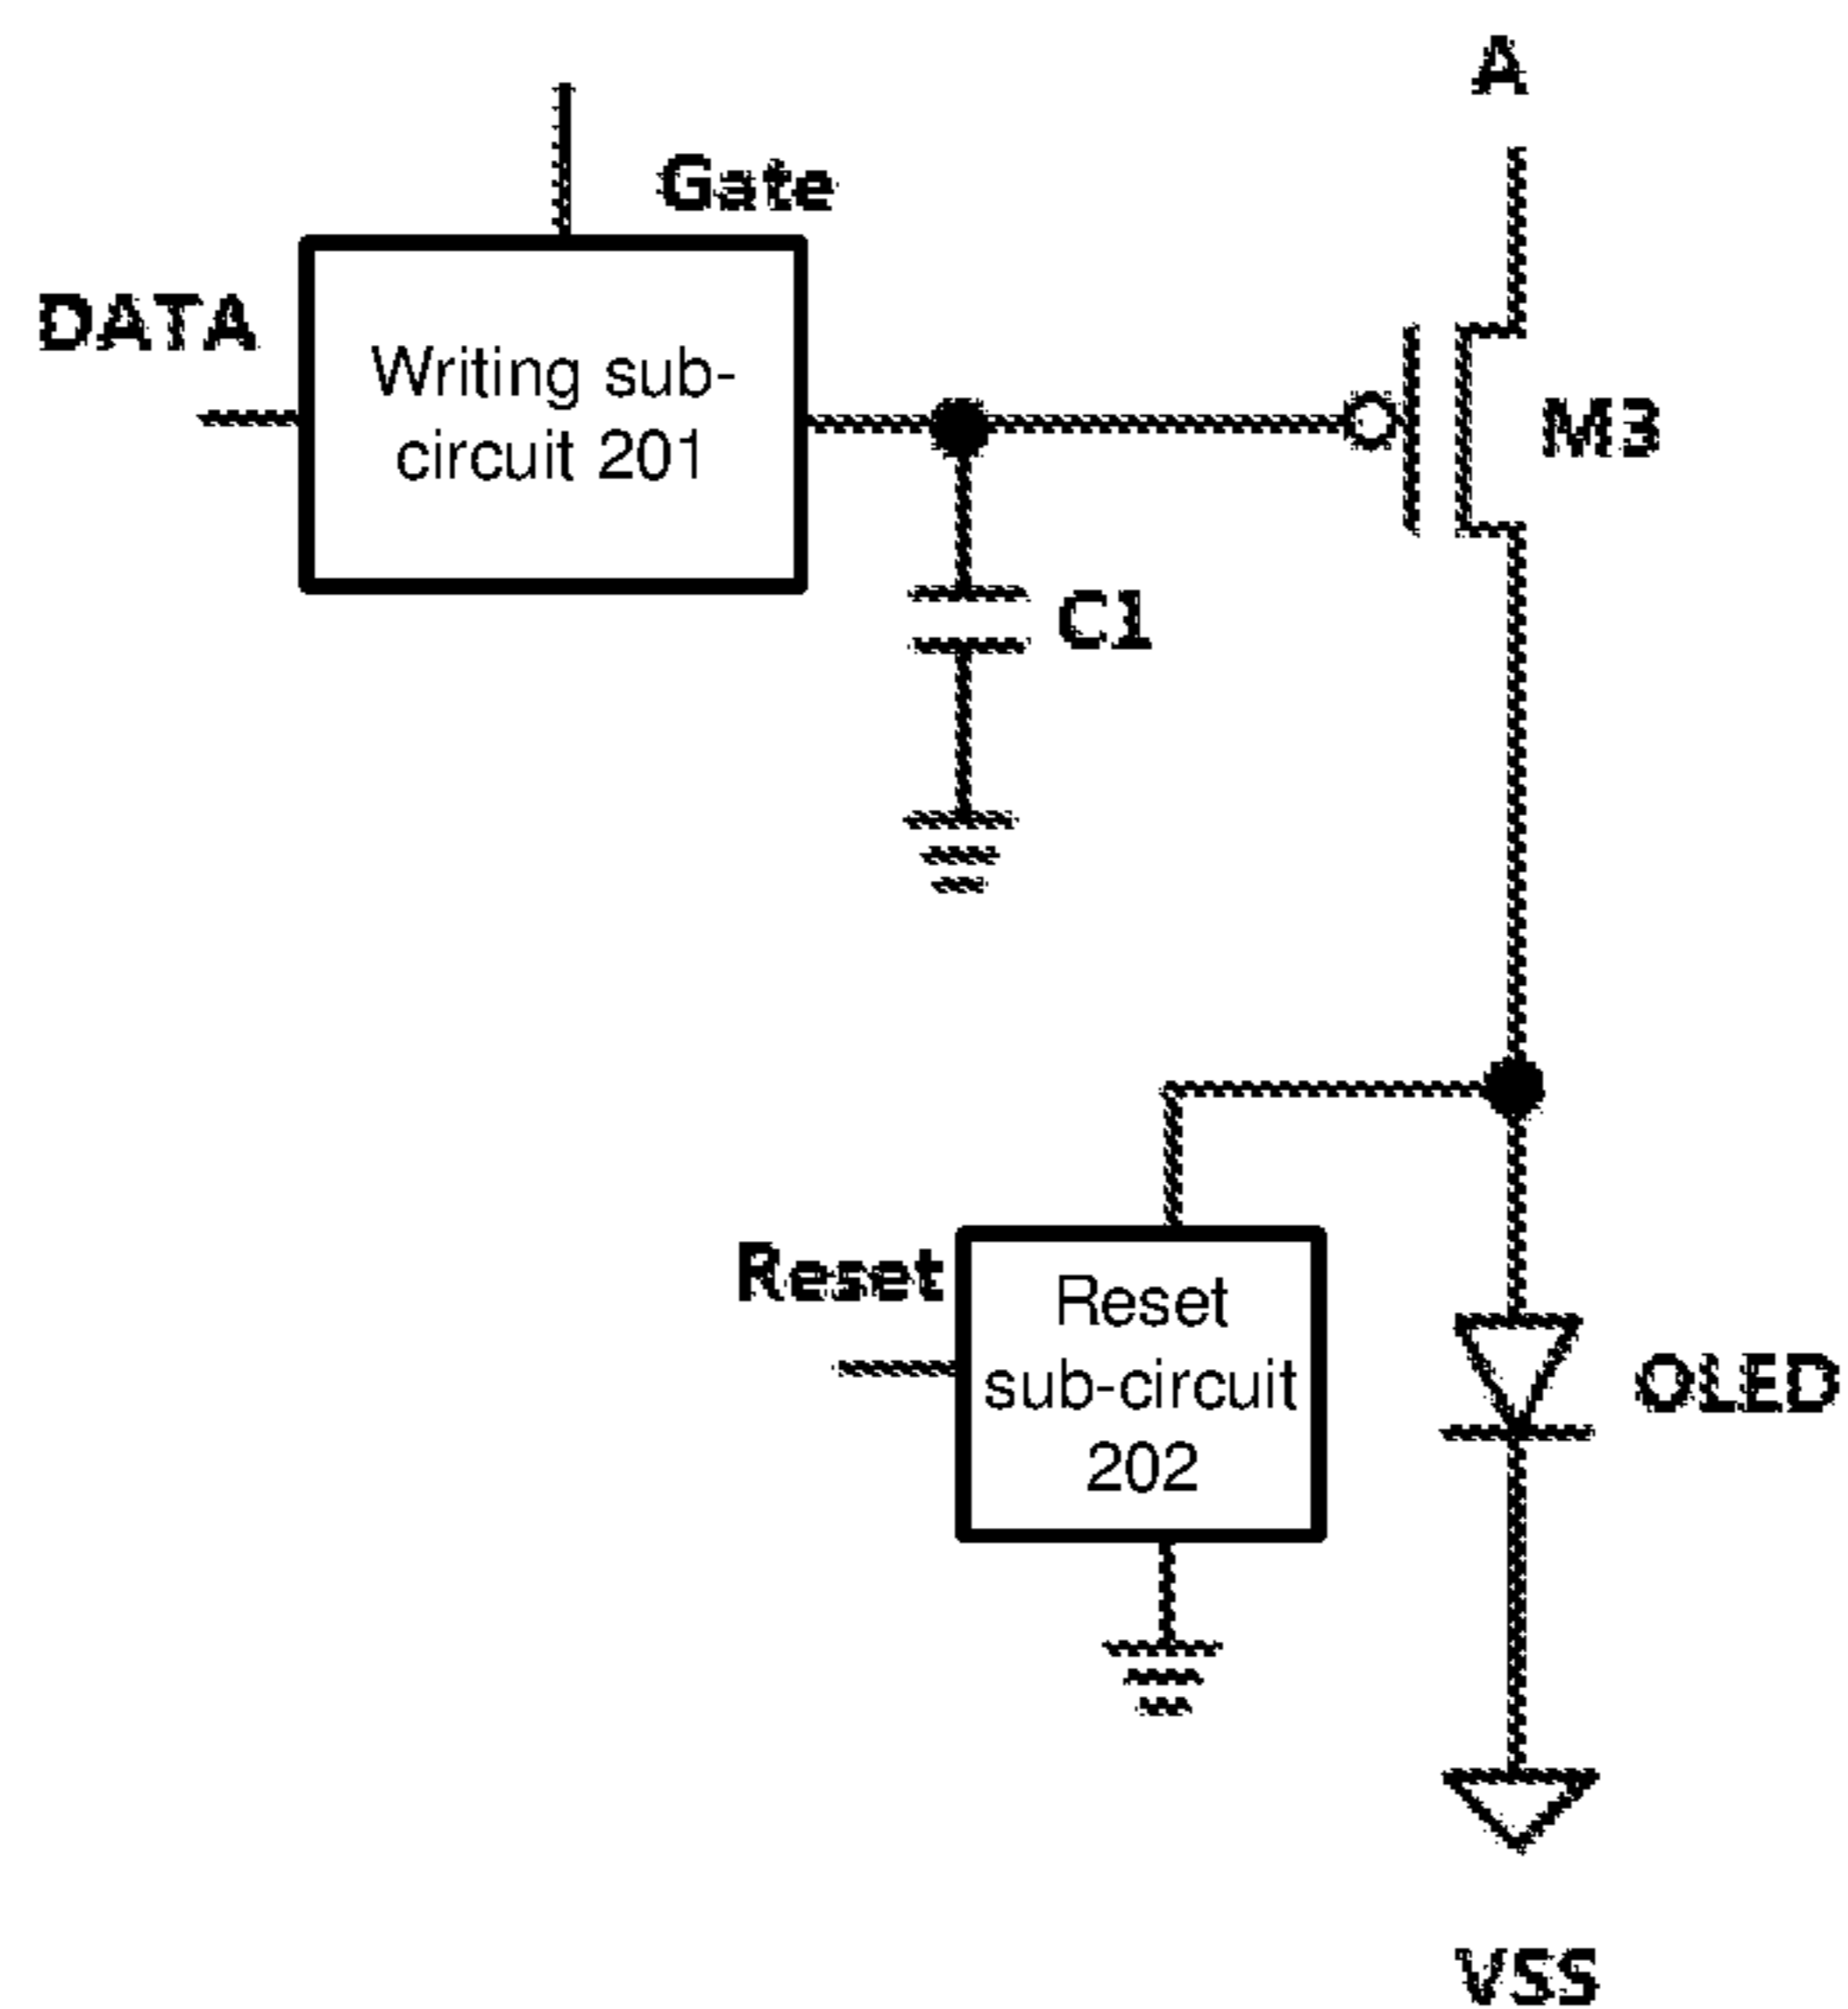 A
Gate
DATA
Writing sub-
circuit 201
M3
C1
Reset
Reset
sub-circuit
202
OLED
VSS